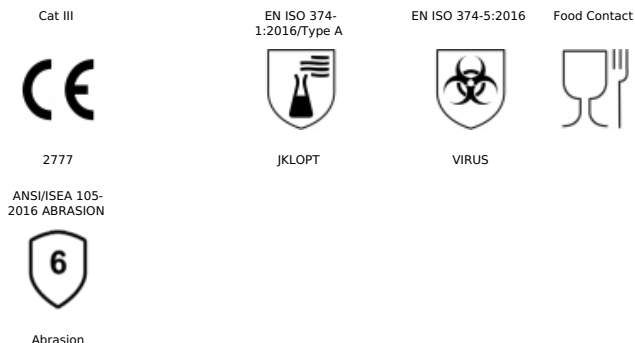 Cat III
EN ISO 374-
1:2016/Type A
EN ISO 374-5:2016
Food Contact
CE
2777
JKLOPT
VIRUS
ANSI/ISEA 105-
2016 ABRASION
6
Abrasion